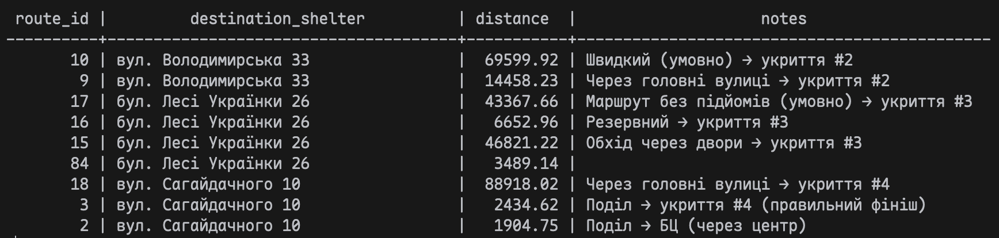 route_id | destination_shelter | distance | notes
----------+--------------------------------------+-----------+---------------------------------------------
10 | вул. Володимирська 33 | 69599.92 | Швидкий (умовно) → укриття #2
9 | вул. Володимирська 33 | 14458.23 | Через головні вулиці → укриття #2
17 | бул. Лесі Українки 26 | 43367.66 | Маршрут без підйомів (умовно) → укриття #3
16 | бул. Лесі Українки 26 | 6652.96 | Резервний → укриття #3
15 | бул. Лесі Українки 26 | 46821.22 | Обхід через двори → укриття #3
84 | бул. Лесі Українки 26 | 3489.14 |
18 | вул. Сагайдачного 10 | 88918.02 | Через головні вулиці → укриття #4
3 | вул. Сагайдачного 10 | 2434.62 | Поділ → укриття #4 (правильний фініш)
2 | вул. Сагайдачного 10 | 1904.75 | Поділ → БЦ (через центр)